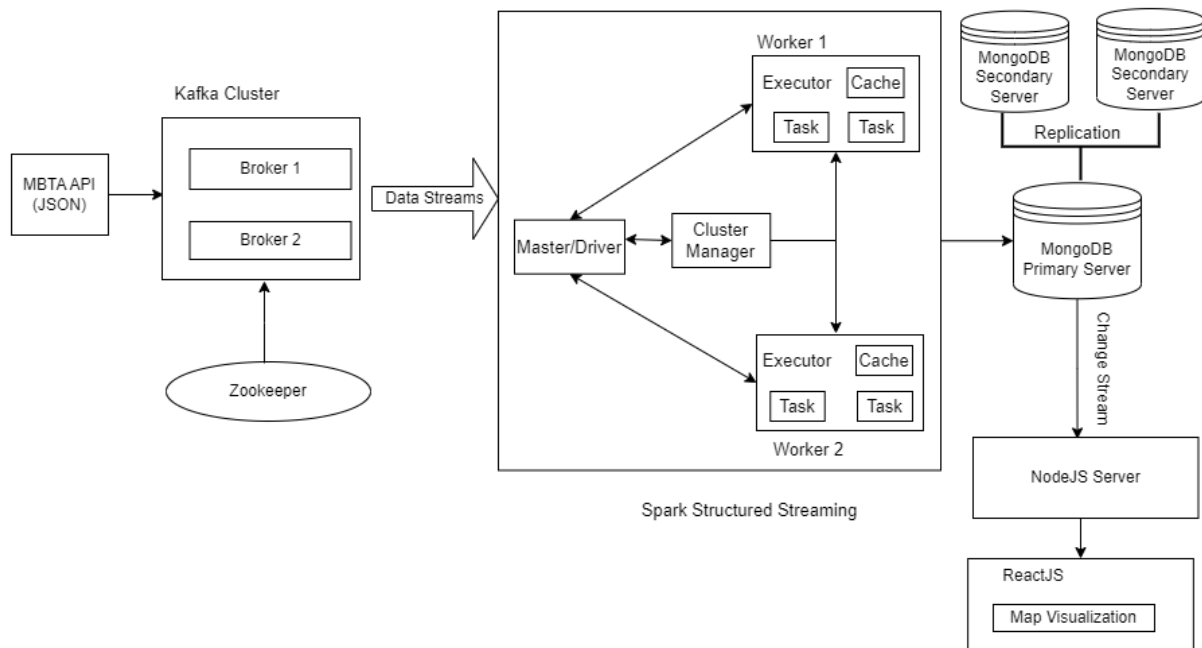 Kafka Cluster
MBTA API
(JSON)
Broker 1
Broker 2
Zookeeper
Data Streams
Worker 1
Executor
Cache
Task
Task
Master/Driver
Cluster
Manager
Executor
Cache
Task
Task
Worker 2
Spark Structured Streaming
MongoDB
Secondary
Server
MongoDB
Secondary
Server
Replication
MongoDB
Primary Server
Change Stream
NodeJS Server
ReactJS
Map Visualization